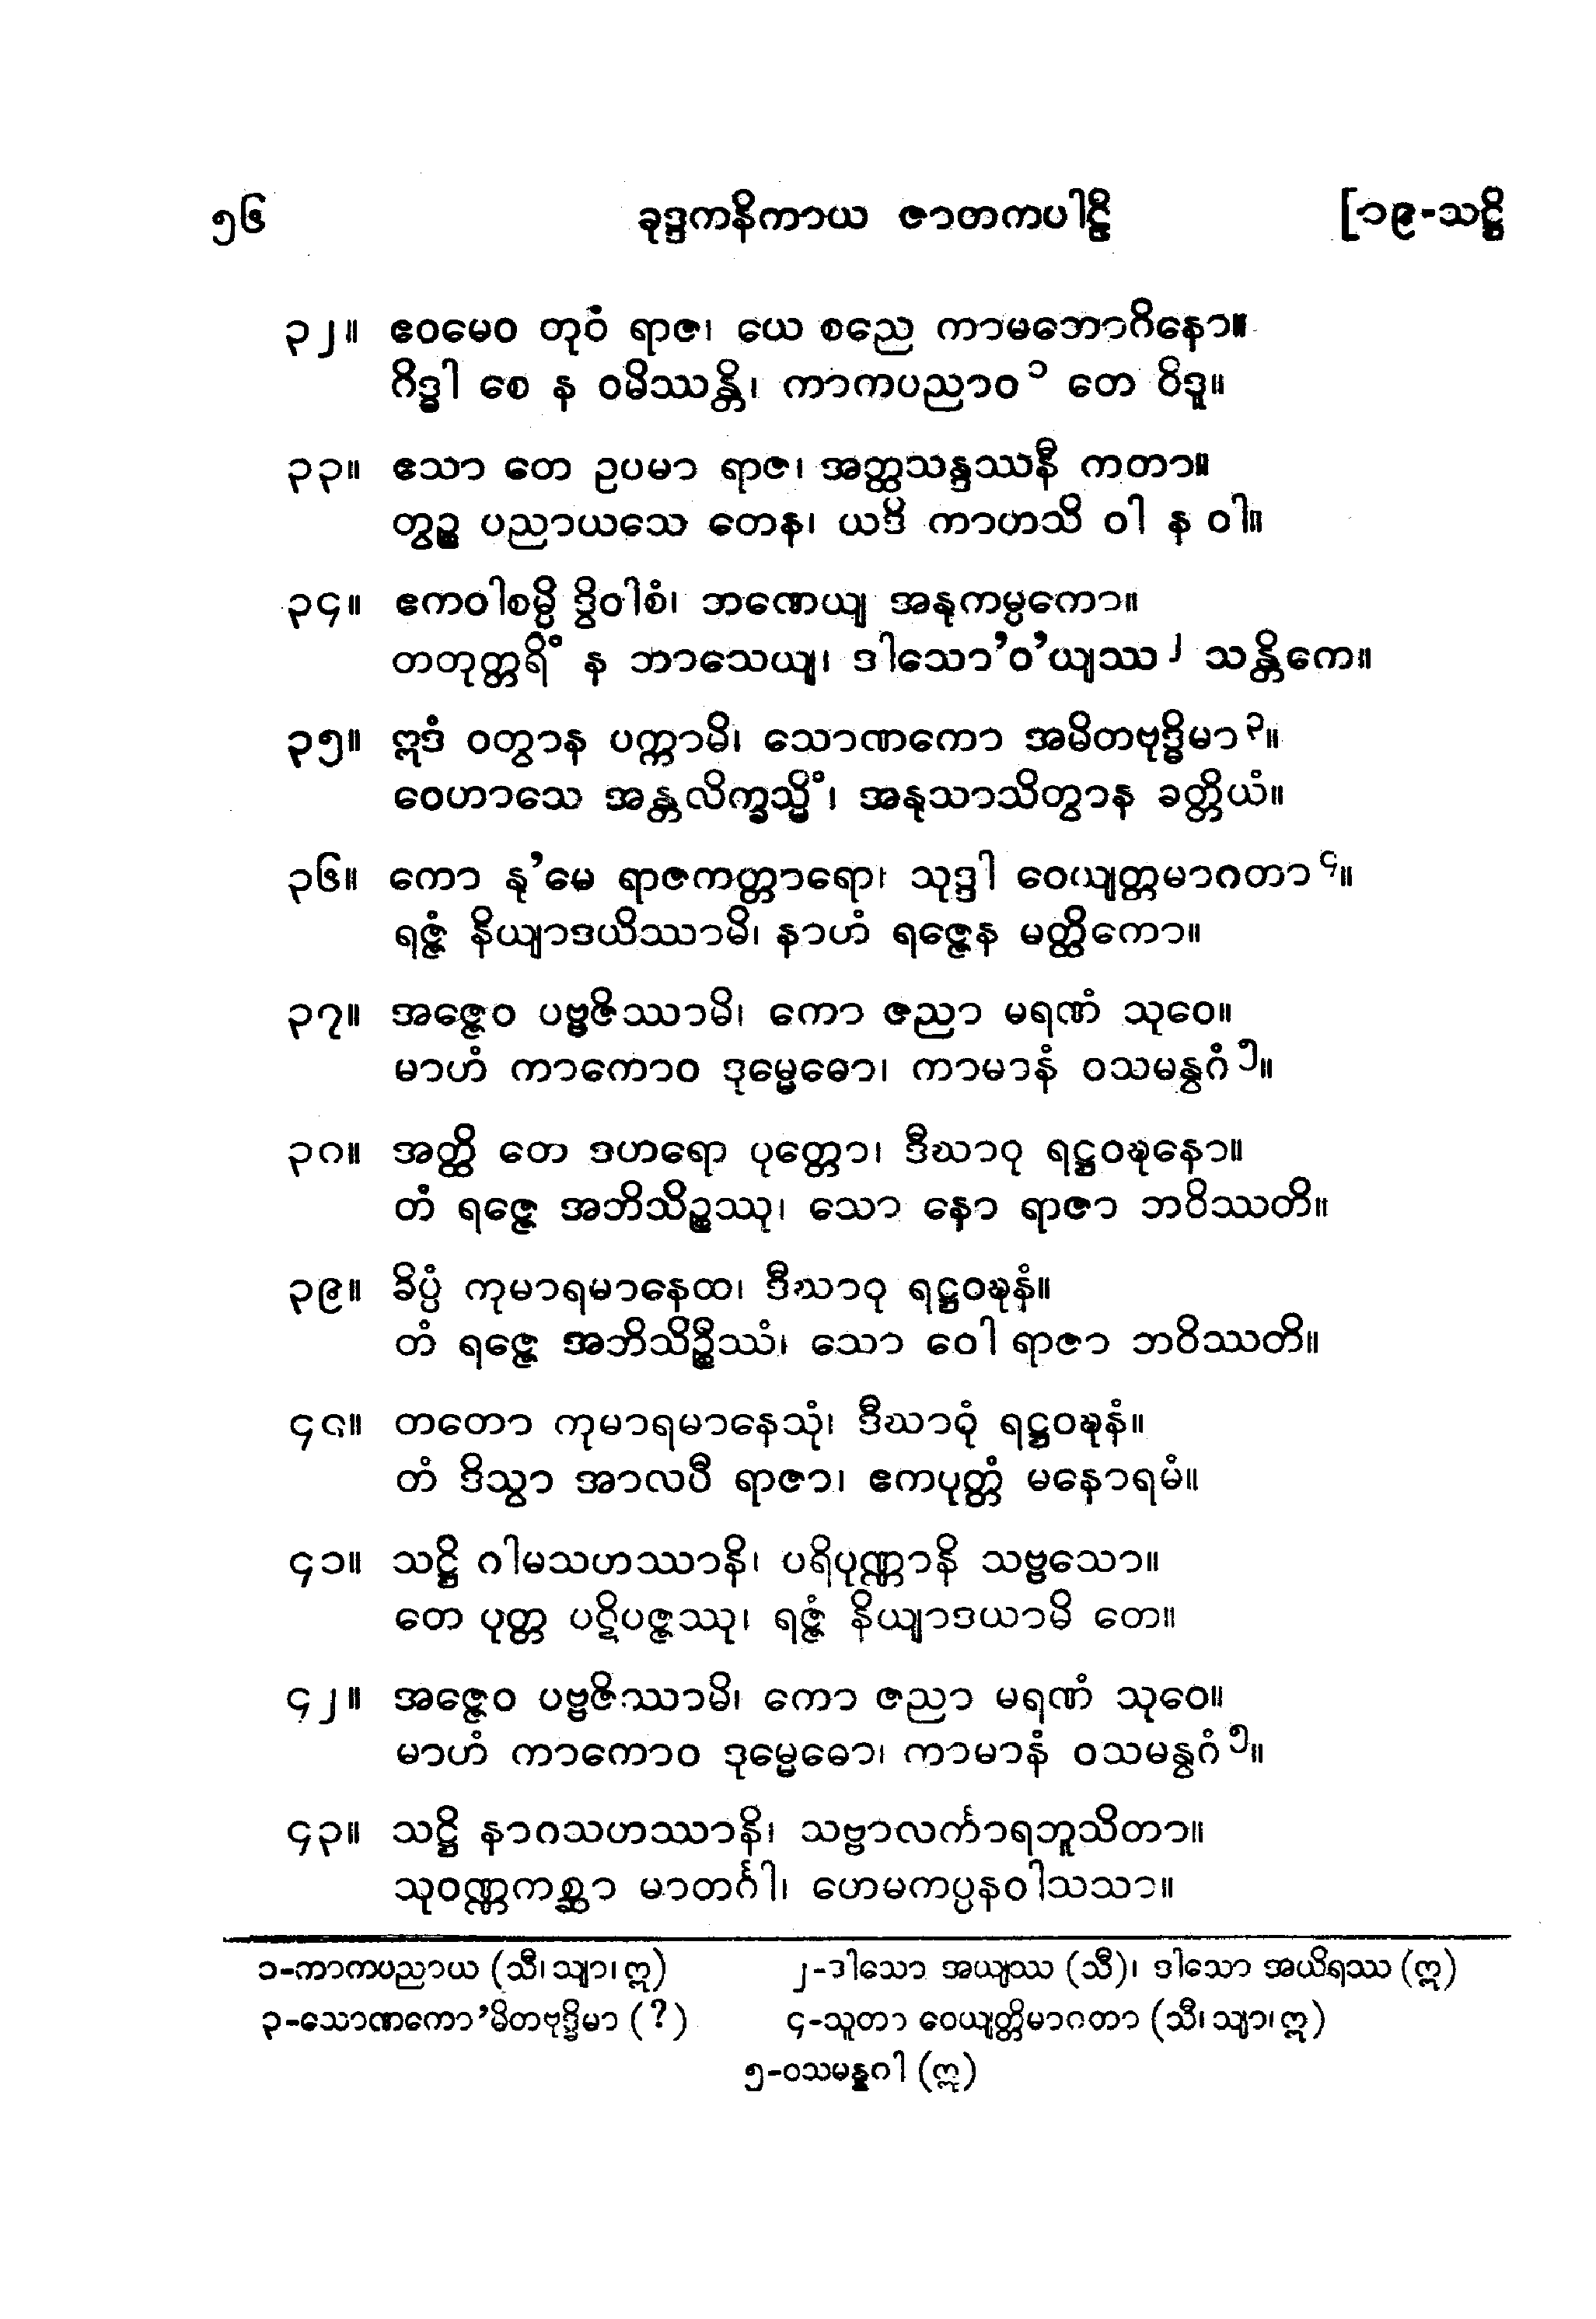 ၅၆ ခုဒ္ဒကနိကာယ ဇာတကပါဠိ [၁၉-သဋ္ဌိ
၃၂။ ဧဝမေဝ တုဝံ ရာဇ၊ ယေ စညေ ကာမဘောဂိနော။
ဂိဒ္ဓါ စေ န ဝမိဿန္တိ၊ ကာကပညာဝ ၁ တေ ဝိဒူ။
၃၃။ ဧသာ တေ ဥပမာ ရာဇ၊ အတ္ထသန္ဒဿနီ ကတာ။
တွဉ္စ ပညာယသေ တေန၊ ယဒိ ကာဟသိ ဝါ န ဝါ။
၃၄။ ဧကဝါစမ္ပိ ဒွိဝါစံ၊ ဘဏေယျ အနုကမ္ပကော။
တတုတ္တရိံ န ဘာသေယျ၊ ဒါသော’ဝ’ယျဿ ၂ သန္တိကေ။
၃၅။ ဣဒံ ဝတွာန ပက္ကာမိ၊ သောဏကော အမိတဗုဒ္ဓိမာ ၃။
ဝေဟာသေ အန္တလိက္ခသ္မိံ၊ အနုသာသိတွာန ခတ္တိယံ။
၃၆။ ကော နု’မေ ရာဇကတ္တာရော၊ သုဒ္ဒါ ဝေယျတ္တမာဂတာ ၄။
ရဇ္ဇံ နိယျာဒယိဿာမိ၊ နာဟံ ရဇ္ဇေန မတ္ထိကော။
၃၇။ အဇ္ဇေဝ ပဗ္ဗဇိဿာမိ၊ ကော ဇညာ မရဏံ သုဝေ။
မာဟံ ကာကောဝ ဒုမ္မေဓော၊ ကာမာနံ ဝသမန္ဝဂံ ၅။
၃၈။ အတ္ထိ တေ ဒဟရော ပုတ္တော၊ ဒီဃာဝု ရဋ္ဌဝဍ္ဎနော။
တံ ရဇ္ဇေ အဘိသိဉ္စဿု၊ သော နော ရာဇာ ဘဝိဿတိ။
၃၉။ ခိပ္ပံ ကုမာရမာနေထ၊ ဒီဃာဝု ရဋ္ဌဝဍ္ဎနံ။
တံ ရဇ္ဇေ အဘိသိဉ္စိဿံ၊ သော ဝေါ ရာဇာ ဘဝိဿတိ။
၄၀။ တတော ကုမာရမာနေသုံ၊ ဒီဃာဝုံ ရဋ္ဌဝဍ္ဎနံ။
တံ ဒိသွာ အာလပီ ရာဇာ၊ ဧကပုတ္တံ မနောရမံ။
၄၁။ သဋ္ဌိ ဂါမသဟဿာနိ၊ ပရိပုဏ္ဏာနိ သဗ္ဗသော။
တေ ပုတ္တ ပဋိပဇ္ဇဿု၊ ရဇ္ဇံ နိယျာဒယာမိ တေ။
၄၂။ အဇ္ဇေဝ ပဗ္ဗဇိဿာမိ၊ ကော ဇညာ မရဏံ သုဝေ။
မာဟံ ကာကောဝ ဒုမ္မေဓော၊ ကာမာနံ ဝသမန္ဝဂံ ၅။
၄၃။ သဋ္ဌိ နာဂသဟဿာနိ၊ သဗ္ဗာလင်္ကာရဘူသိတာ။
သုဝဏ္ဏကစ္ဆာ မာတင်္ဂါ၊ ဟေမကပ္ပနဝါသသာ။
၁-ကာကပညာယ (သီ၊ သျာ၊ ဣ) ၂-ဒါသော အယျဿ (သီ)၊ ဒါသော အယိရဿ (ဣ)
၃-သောဏကော’မိတဗုဒ္ဓိမာ (?) ၄-သူတာ ဝေယျတ္တိမာဂတာ (သီ၊ သျာ၊ ဣ)
၅-ဝသမန္နဂါ (ဣ)